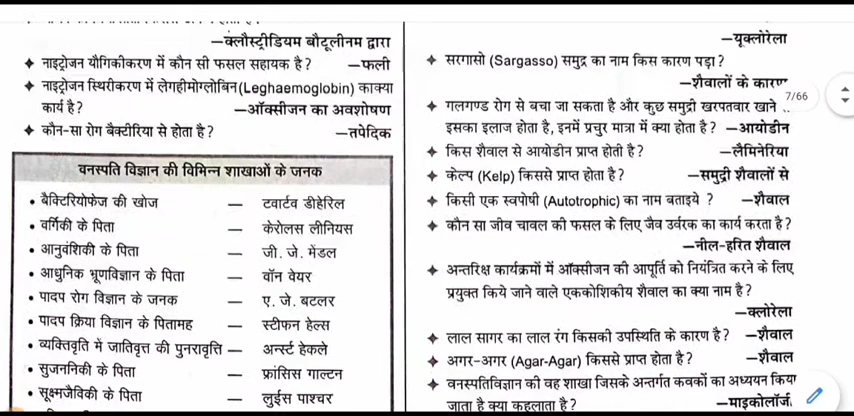 —क्लौस्ट्रीडियम बौटूलीनम द्वारा
✦ नाइट्रोजन यौगिकीकरण में कौन सी फसल सहायक है? —फली
✦ नाइट्रोजन स्थिरीकरण में लेगहीमोग्लोबिन(Leghaemoglobin) काक्या
कार्य है? —ऑक्सीजन का अवशोषण
✦ कौन-सा रोग बैक्टीरिया से होता है? —तपेदिक
वनस्पति विज्ञान की विभिन्न शाखाओं के जनक
• बैक्टिरियोफेज की खोज — टवार्टव डीहेरिल
• वर्गिकी के पिता — केरोलस लीनियस
• आनुवंशिकी के पिता — जी. जे. मेंडल
• आधुनिक भ्रूणविज्ञान के पिता — वॉन वेयर
• पादप रोग विज्ञान के जनक — ए. जे. बटलर
• पादप क्रिया विज्ञान के पितामह — स्टीफन हेल्स
• व्यक्तिवृति में जातिवृत्त की पुनरावृत्ति — अर्न्स्ट हेकले
• सुजननिकी के पिता — फ्रांसिस गाल्टन
• सूक्ष्मजैविकी के पिता — लुईस पाश्चर
—यूक्लोरेला
✦ सरगासो (Sargasso) समुद्र का नाम किस कारण पड़ा?
—शैवालों के कारण
7/66
✦ गलगण्ड रोग से बचा जा सकता है और कुछ समुद्री खरपतवार खाने
इसका इलाज होता है, इनमें प्रचुर मात्रा में क्या होता है? —आयोडीन
✦ किस शैवाल से आयोडीन प्राप्त होती है? —लैमिनेरिया
✦ केल्प (Kelp) किससे प्राप्त होता है? —समुद्री शैवालों से
✦ किसी एक स्वपोषी (Autotrophic) का नाम बताइये ? —शैवाल
✦ कौन सा जीव चावल की फसल के लिए जैव उर्वरक का कार्य करता है?
—नील-हरित शैवाल
✦ अन्तरिक्ष कार्यक्रमों में ऑक्सीजन की आपूर्ति को नियंत्रित करने के लिए
प्रयुक्त किये जाने वाले एककोशिकीय शैवाल का क्या नाम है?
—क्लोरेला
✦ लाल सागर का लाल रंग किसकी उपस्थिति के कारण है? —शैवाल
✦ अगर-अगर (Agar-Agar) किससे प्राप्त होता है? —शैवाल
✦ वनस्पतिविज्ञान की वह शाखा जिसके अन्तर्गत कवकों का अध्ययन किया
जाता है क्या कहलाता है? —माइकोलॉजी